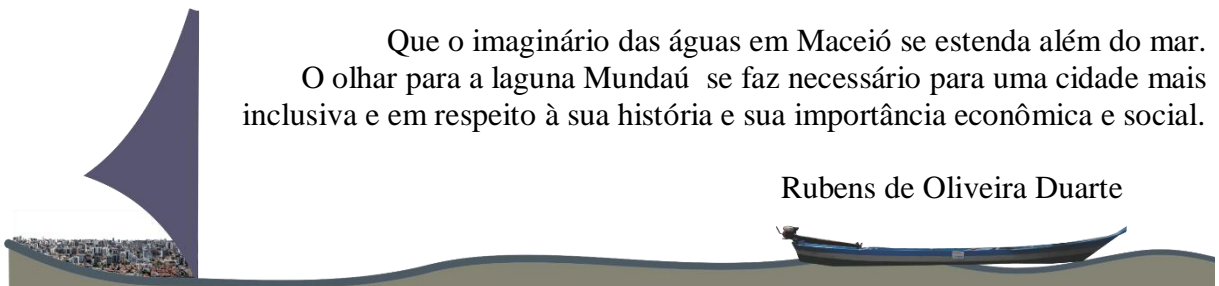 Que o imaginário das águas em Maceió se estenda além do mar.
O olhar para a laguna Mundaú se faz necessário para uma cidade mais
inclusiva e em respeito à sua história e sua importância econômica e social.
Rubens de Oliveira Duarte